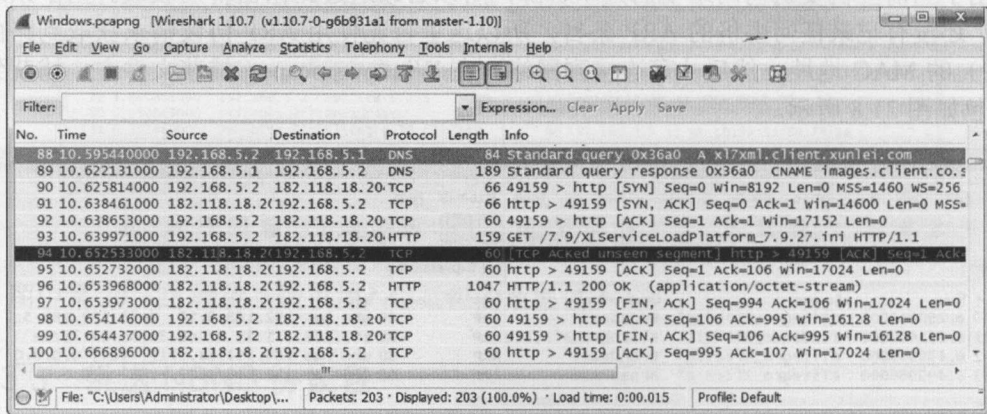 Windows.pcapng [Wireshark 1.10.7 (v1.10.7-0-g6b931a1 from master-1.10)]
File Edit View Go Capture Analyze Statistics Telephony Tools Internals Help
Filter: Expression... Clear Apply Save
No. Time Source Destination Protocol Length Info
88 10.595440000 192.168.5.2 192.168.5.1 DNS 84 Standard query 0x36a0 A xl7xml.client.xunlei.com
89 10.622131000 192.168.5.1 192.168.5.2 DNS 189 Standard query response 0x36a0 CNAME images.client.co.s
90 10.625814000 192.168.5.2 182.118.18.20 TCP 66 49159 > http [SYN] Seq=0 Win=8192 Len=0 MSS=1460 WS=256
91 10.638461000 182.118.18.2( 192.168.5.2 TCP 66 http > 49159 [SYN, ACK] Seq=0 Ack=1 Win=14600 Len=0 MSS=
92 10.638653000 192.168.5.2 182.118.18.20 TCP 60 49159 > http [ACK] Seq=1 Ack=1 Win=17152 Len=0
93 10.639971000 192.168.5.2 182.118.18.20 HTTP 159 GET /7.9/XLServiceLoadPlatform_7.9.27.ini HTTP/1.1
94 10.652533000 182.118.18.2( 192.168.5.2 TCP 60 [TCP ACKed unseen segment] http > 49159 [ACK] Seq=1 Ack=
95 10.652732000 192.168.5.2 182.118.18.20 TCP 60 http > 49159 [ACK] Seq=1 Ack=106 Win=17024 Len=0
96 10.653968000 192.168.5.2 182.118.18.20 HTTP 1047 HTTP/1.1 200 OK (application/octet-stream)
97 10.653973000 182.118.18.2( 192.168.5.2 TCP 60 http > 49159 [FIN, ACK] Seq=994 Ack=106 Win=17024 Len=0
98 10.654146000 192.168.5.2 182.118.18.20 TCP 60 49159 > http [ACK] Seq=106 Ack=995 Win=16128 Len=0
99 10.654437000 192.168.5.2 182.118.18.20 TCP 60 49159 > http [FIN, ACK] Seq=106 Ack=995 Win=16128 Len=0
100 10.666896000 182.118.18.2( 192.168.5.2 TCP 60 http > 49159 [ACK] Seq=995 Ack=107 Win=17024 Len=0
File: "C:\Users\Administrator\Desktop\... Packets: 203 · Displayed: 203 (100.0%) · Load time: 0:00.015 Profile: Default